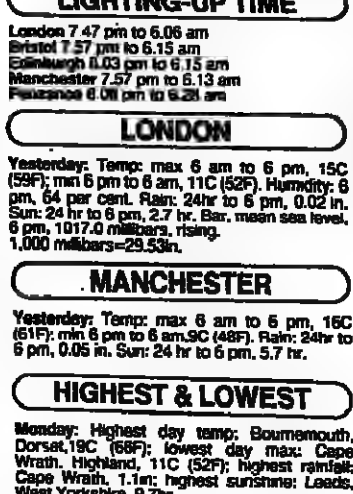 LIGHTING-UP TIME
London 7.47 pm to 6.06 am
Bristol 7.57 pm to 6.15 am
Edinburgh 8.03 pm to 6.15 am
Manchester 7.57 pm to 6.13 am
Penzance 8.08 pm to 6.28 am
LONDON
Yesterday: Temp: max 6 am to 6 pm, 15C
(59F); min 6 pm to 6 am, 11C (52F). Humidity: 6
pm, 64 per cent. Rain: 24hr to 6 pm, 0.02 in.
Sun: 24 hr to 6 pm, 2.7 hr. Bar, mean sea level,
6 pm, 1017.0 millibars, rising.
1,000 millibars=29.53in.
MANCHESTER
Yesterday: Temp: max 6 am to 6 pm, 16C
(61F); min 6 pm to 6 am, 9C (48F). Rain: 24hr to
6 pm, 0.05 in. Sun: 24 hr to 6 pm, 5.7 hr.
HIGHEST & LOWEST
Monday: Highest day temp: Bournemouth,
Dorset, 19C (66F); lowest day max: Cape
Wrath, Highland, 11C (52F); highest rainfall:
Cape Wrath, 1.1in; highest sunshine: Leeds,
West Yorkshire, 9.7hr